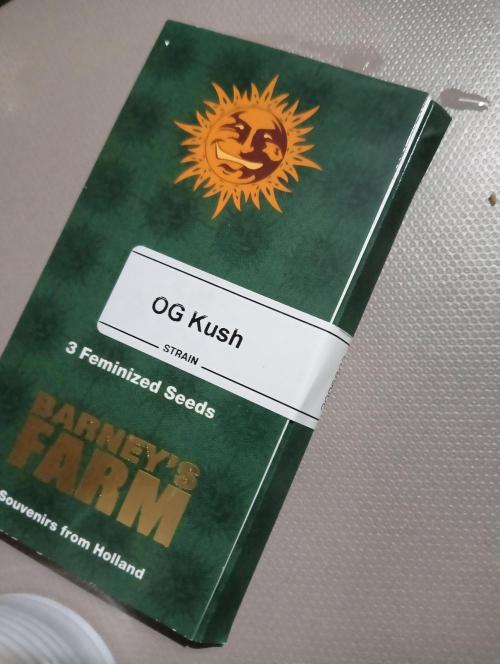 OG Kush
STRAIN
3 Feminized Seeds
BARNEY'S
FARM
Souvenirs from Holland